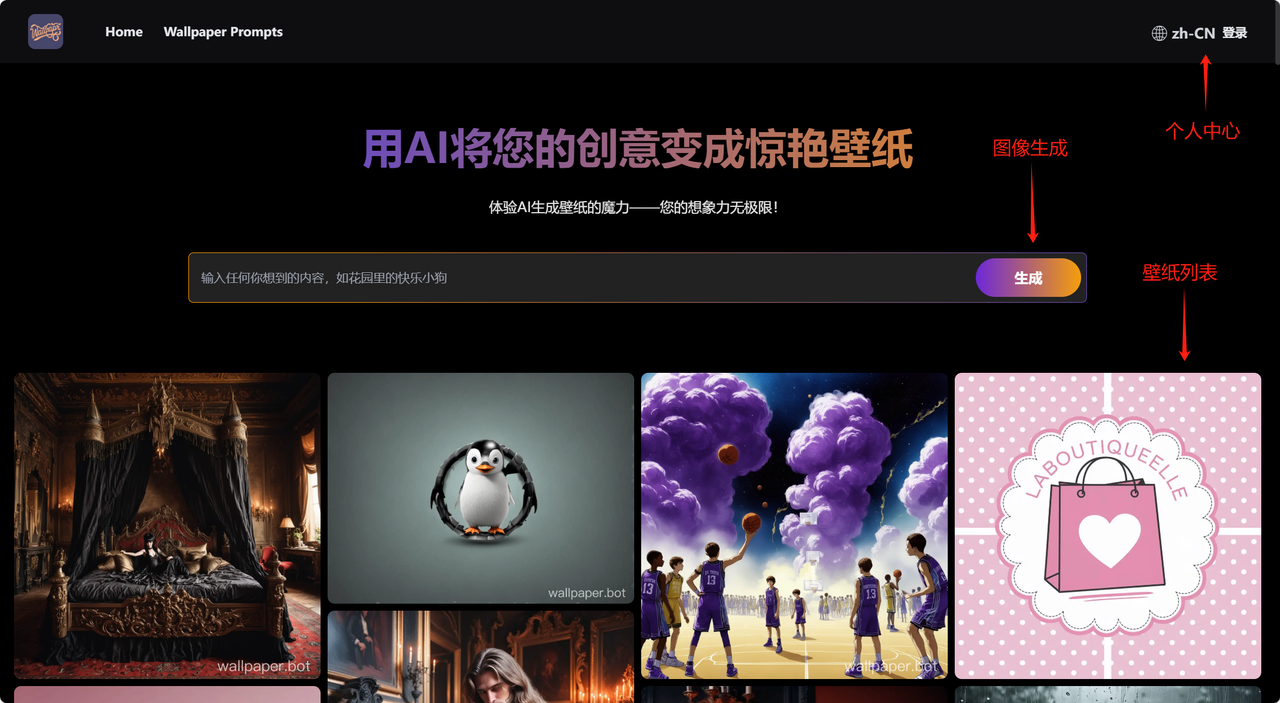 Wallpaper
Home
Wallpaper Prompts
zh-CN 登录
个人中心
用AI将您的创意变成惊艳壁纸
图像生成
体验AI生成壁纸的魔力——您的想象力无极限！
输入任何你想到的内容，如花园里的快乐小狗
生成
壁纸列表
LABOUTIQUEELLE
wallpaper.bot
wallpaper.bot
13
13
13
wallpaper.bot